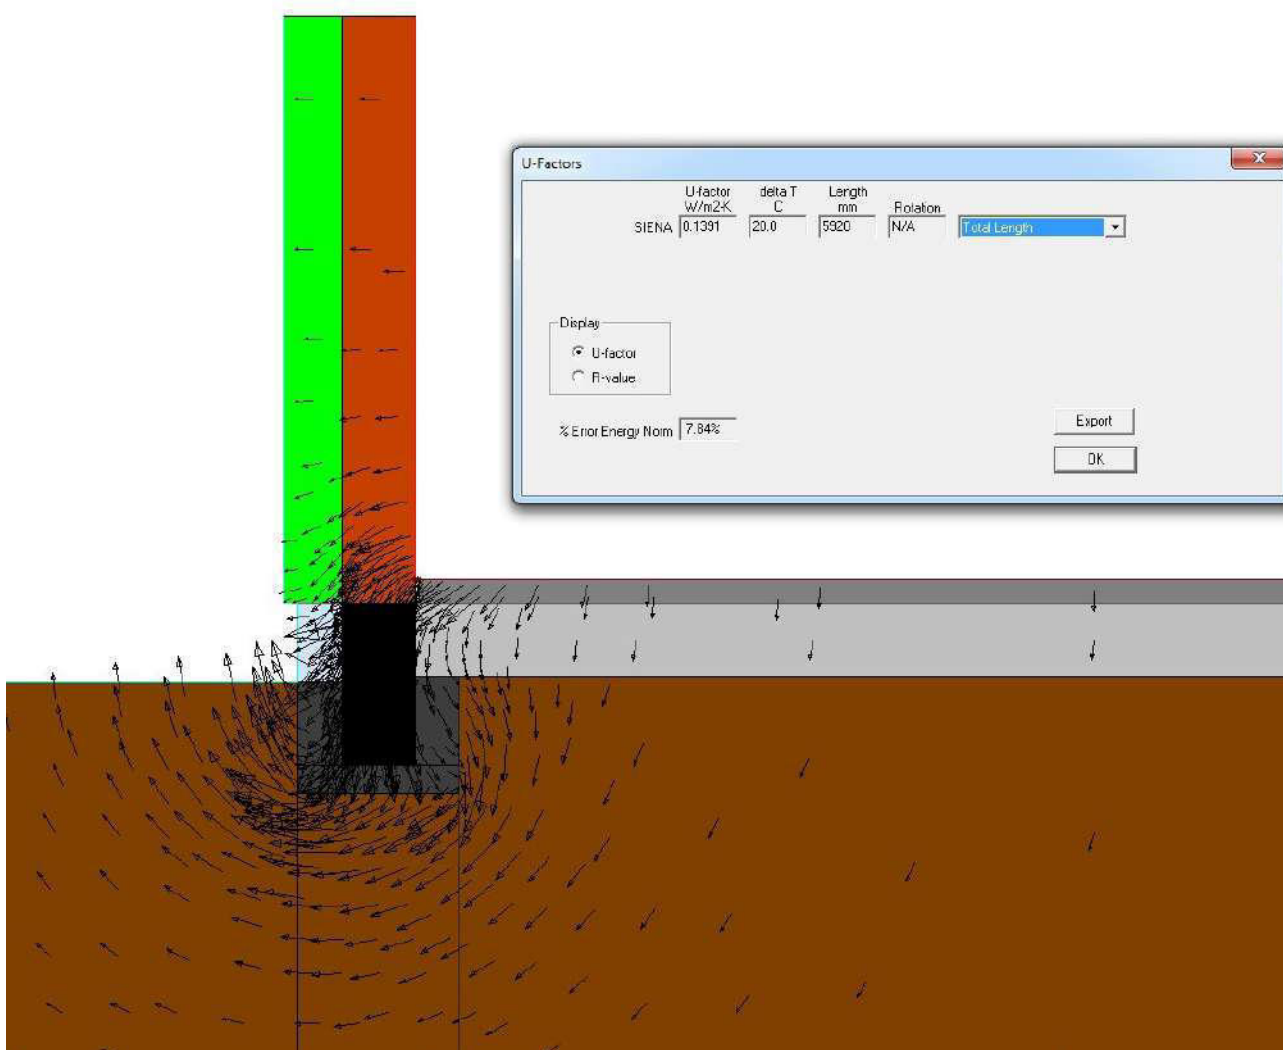 U-Factors
U-factor delta T Length
W/m2-K C mm Rotation
SIENA 0.1391 20.0 5920 N/A Total Length
Display
U-factor
R-value
% Error Energy Norm 7.84%
Export
OK